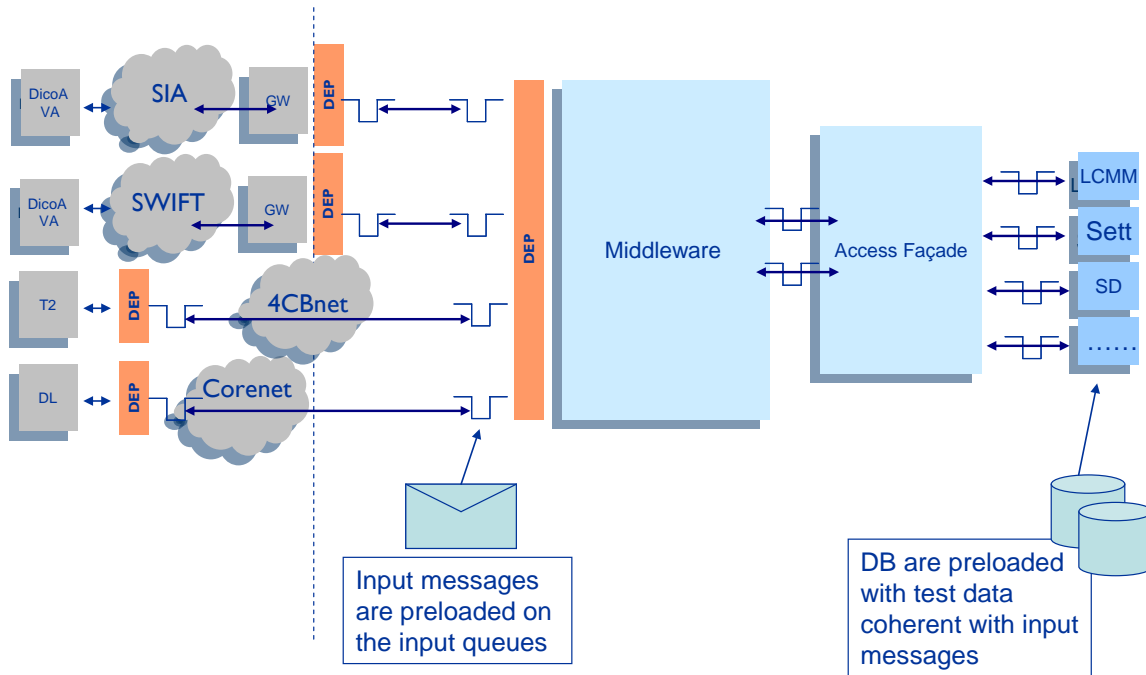 DicoA
VA
SIA
GW
DEP
DicoA
VA
SWIFT
GW
DEP
T2
DEP
4CBnet
DL
DEP
Corenet
DEP
Middleware
Access Façade
LCMM
Sett
SD
......
Input messages
are preloaded on
the input queues
DB are preloaded
with test data
coherent with input
messages